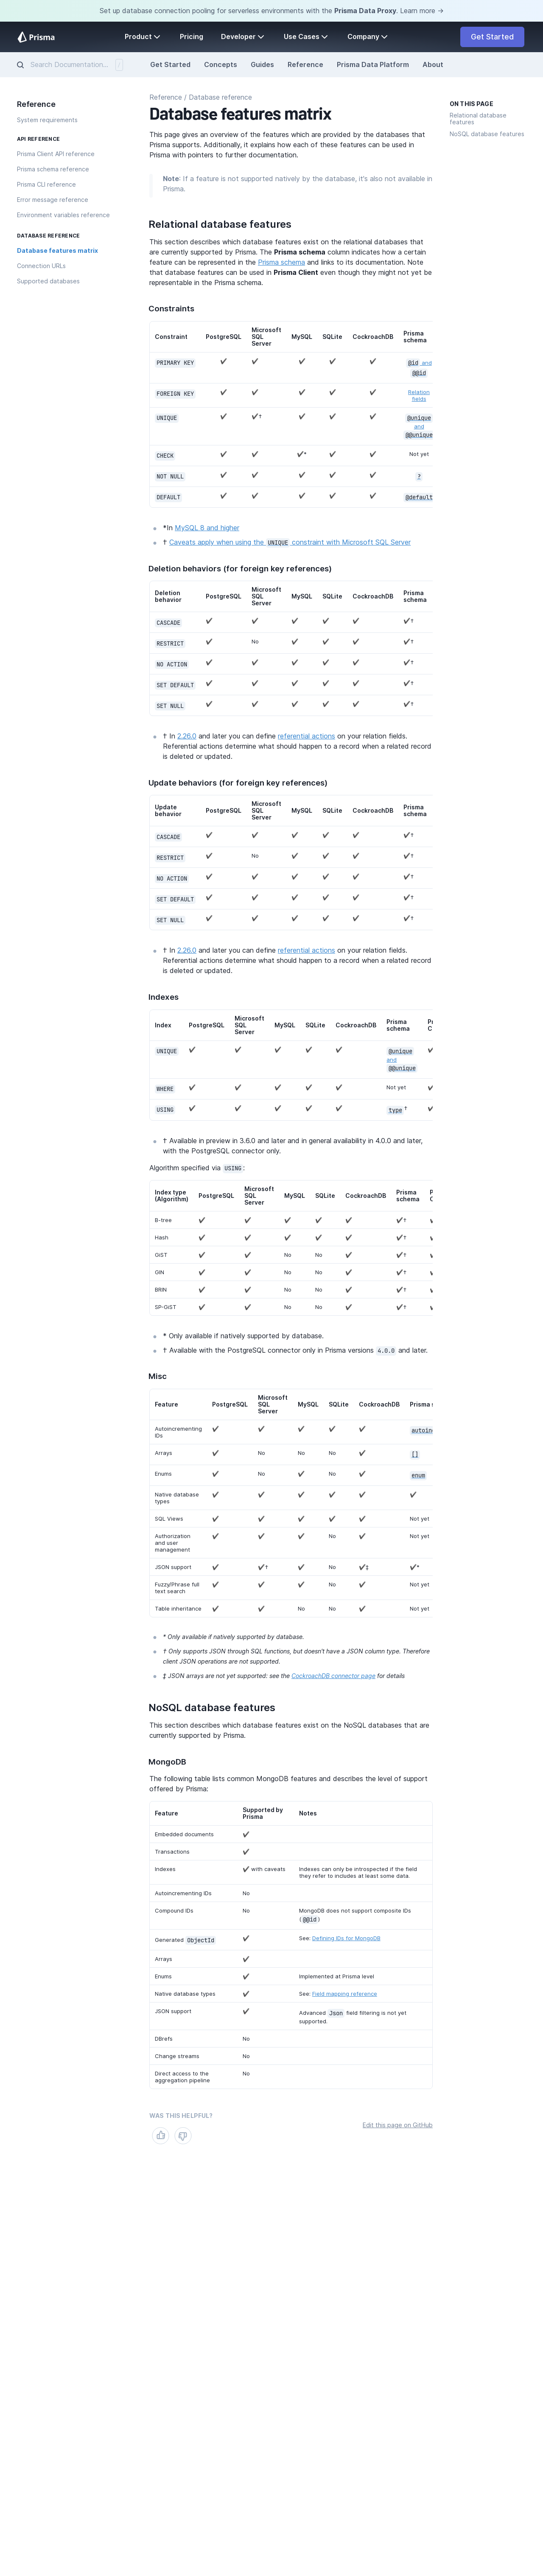 Set up database connection pooling for serverless environments with the Prisma Data Proxy. Learn more →
Prisma
Product
Pricing
Developer
Use Cases
Company
Get Started
Search Documentation...
/
Get Started
Concepts
Guides
Reference
Prisma Data Platform
About
Reference
System requirements
API REFERENCE
Prisma Client API reference
Prisma schema reference
Prisma CLI reference
Error message reference
Environment variables reference
DATABASE REFERENCE
Database features matrix
Connection URLs
Supported databases
Reference / Database reference
Database features matrix
This page gives an overview of the features which are provided by the databases that
Prisma supports. Additionally, it explains how each of these features can be used in
Prisma with pointers to further documentation.
Note: If a feature is not supported natively by the database, it's also not available in
Prisma.
ON THIS PAGE
Relational database
features
NoSQL database features
Relational database features
This section describes which database features exist on the relational databases that
are currently supported by Prisma. The Prisma schema column indicates how a certain
feature can be represented in the Prisma schema and links to its documentation. Note
that database features can be used in Prisma Client even though they might not yet be
representable in the Prisma schema.
Constraints
Constraint PostgreSQL Microsoft SQL Server MySQL SQLite CockroachDB Prisma schema
PRIMARY KEY ✔ ✔ ✔ ✔ ✔ @id and @@id
FOREIGN KEY ✔ ✔ ✔ ✔ ✔ Relation fields
UNIQUE ✔ ✔† ✔ ✔ ✔ @unique and @@unique
CHECK ✔ ✔ ✔* ✔ ✔ Not yet
NOT NULL ✔ ✔ ✔ ✔ ✔ ?
DEFAULT ✔ ✔ ✔ ✔ ✔ @default
*In MySQL 8 and higher
† Caveats apply when using the UNIQUE constraint with Microsoft SQL Server
Deletion behaviors (for foreign key references)
Deletion behavior PostgreSQL Microsoft SQL Server MySQL SQLite CockroachDB Prisma schema
CASCADE ✔ ✔ ✔ ✔ ✔ ✔†
RESTRICT ✔ No ✔ ✔ ✔ ✔†
NO ACTION ✔ ✔ ✔ ✔ ✔ ✔†
SET DEFAULT ✔ ✔ ✔ ✔ ✔ ✔†
SET NULL ✔ ✔ ✔ ✔ ✔ ✔†
† In 2.26.0 and later you can define referential actions on your relation fields.
Referential actions determine what should happen to a record when a related record
is deleted or updated.
Update behaviors (for foreign key references)
Update behavior PostgreSQL Microsoft SQL Server MySQL SQLite CockroachDB Prisma schema
CASCADE ✔ ✔ ✔ ✔ ✔ ✔†
RESTRICT ✔ No ✔ ✔ ✔ ✔†
NO ACTION ✔ ✔ ✔ ✔ ✔ ✔†
SET DEFAULT ✔ ✔ ✔ ✔ ✔ ✔†
SET NULL ✔ ✔ ✔ ✔ ✔ ✔†
† In 2.26.0 and later you can define referential actions on your relation fields.
Referential actions determine what should happen to a record when a related record
is deleted or updated.
Indexes
Index PostgreSQL Microsoft SQL Server MySQL SQLite CockroachDB Prisma schema
UNIQUE ✔ ✔ ✔ ✔ ✔ @unique and @@unique ✔
WHERE ✔ ✔ ✔ ✔ ✔ Not yet ✔
USING ✔ ✔ ✔ ✔ ✔ type† ✔
† Available in preview in 3.6.0 and later and in general availability in 4.0.0 and later,
with the PostgreSQL connector only.
Algorithm specified via USING:
Index type (Algorithm) PostgreSQL Microsoft SQL Server MySQL SQLite CockroachDB Prisma schema
B-tree ✔ ✔ ✔ ✔ ✔ ✔† ✔
Hash ✔ ✔ ✔ ✔ ✔ ✔† ✔
GiST ✔ ✔ No No ✔ ✔† ✔
GIN ✔ ✔ No No ✔ ✔† ✔
BRIN ✔ ✔ No No ✔ ✔† ✔
SP-GiST ✔ ✔ No No ✔ ✔† ✔
* Only available if natively supported by database.
† Available with the PostgreSQL connector only in Prisma versions 4.0.0 and later.
Misc
Feature PostgreSQL Microsoft SQL Server MySQL SQLite CockroachDB Prisma
Autoincrementing IDs ✔ ✔ ✔ ✔ ✔ autoin
Arrays ✔ No No No ✔ []
Enums ✔ No ✔ No ✔ enum
Native database types ✔ ✔ ✔ ✔ ✔ ✔
SQL Views ✔ ✔ ✔ ✔ ✔ Not yet
Authorization and user management ✔ ✔ ✔ No ✔ Not yet
JSON support ✔ ✔† ✔ No ✔‡ ✔*
Fuzzy/Phrase full text search ✔ ✔ ✔ No ✔ Not yet
Table inheritance ✔ ✔ No No ✔ Not yet
* Only available if natively supported by database.
† Only supports JSON through SQL functions, but doesn't have a JSON column type. Therefore
client JSON operations are not supported.
‡ JSON arrays are not yet supported: see the CockroachDB connector page for details
NoSQL database features
This section describes which database features exist on the NoSQL databases that are
currently supported by Prisma.
MongoDB
The following table lists common MongoDB features and describes the level of support
offered by Prisma:
Feature Supported by Prisma Notes
Embedded documents ✔
Transactions ✔
Indexes ✔ with caveats Indexes can only be introspected if the field they refer to includes at least some data.
Autoincrementing IDs No
Compound IDs No MongoDB does not support composite IDs (@@id)
Generated ObjectId ✔ See: Defining IDs for MongoDB
Arrays ✔
Enums ✔ Implemented at Prisma level
Native database types ✔ See: Field mapping reference
JSON support ✔ Advanced Json field filtering is not yet supported.
DBrefs No
Change streams No
Direct access to the aggregation pipeline No
WAS THIS HELPFUL?
Edit this page on GitHub